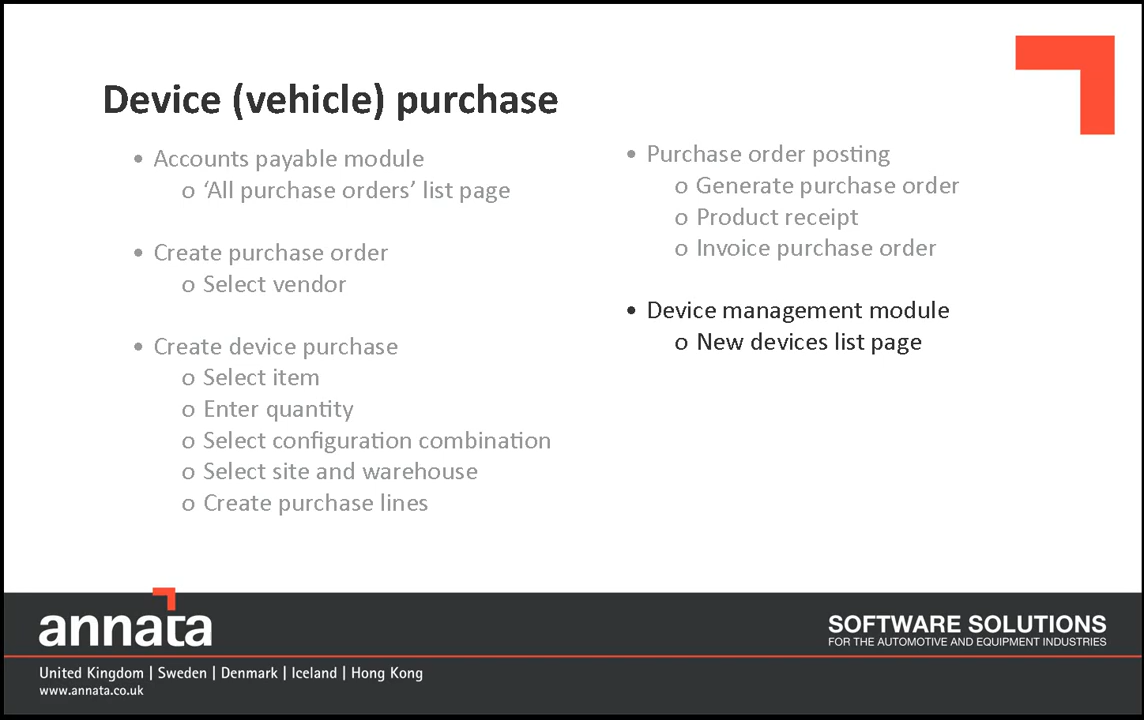 Device (vehicle) purchase
• Accounts payable module
o ‘All purchase orders’ list page
• Create purchase order
o Select vendor
• Create device purchase
o Select item
o Enter quantity
o Select configuration combination
o Select site and warehouse
o Create purchase lines
• Purchase order posting
o Generate purchase order
o Product receipt
o Invoice purchase order
• Device management module
o New devices list page
annata
United Kingdom | Sweden | Denmark | Iceland | Hong Kong
www.annata.co.uk
SOFTWARE SOLUTIONS
FOR THE AUTOMOTIVE AND EQUIPMENT INDUSTRIES